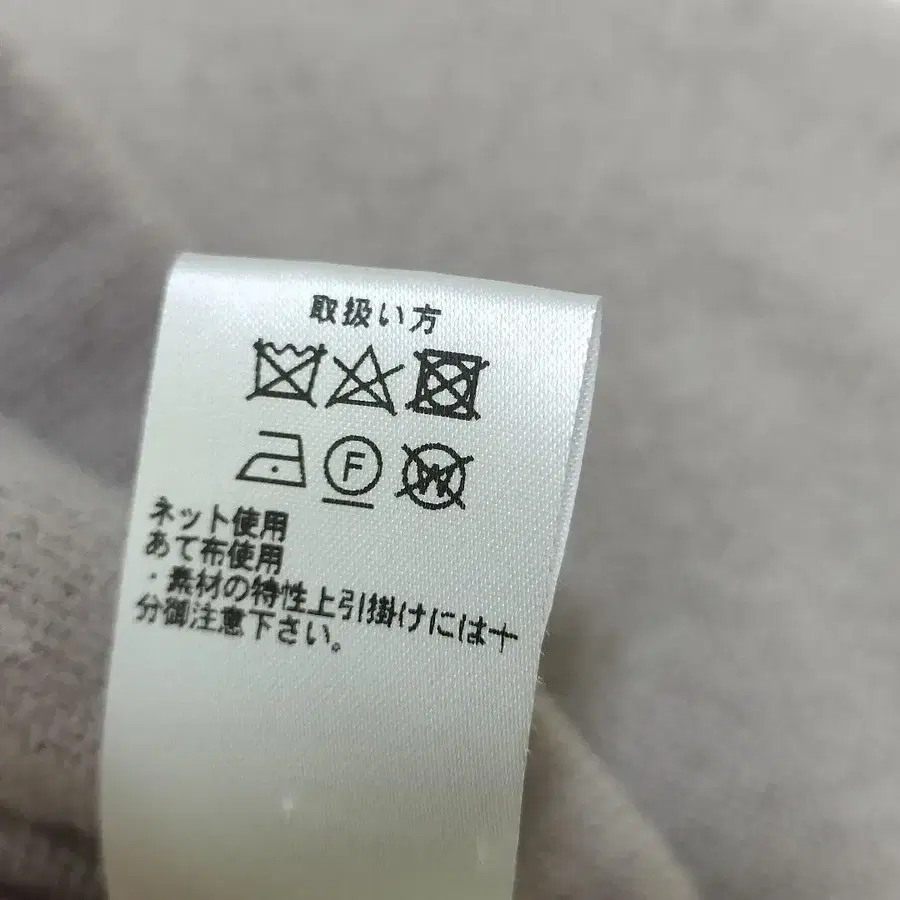 取扱い方
F
W
ネット使用
あて布使用
・素材の特性上引掛けには十
分御注意下さい。